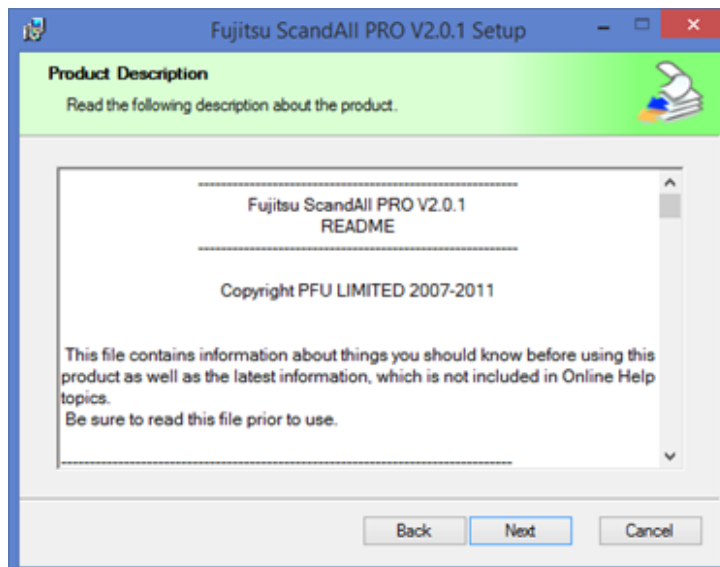 Fujitsu ScandAll PRO V2.0.1 Setup
Product Description
Read the following description about the product.
------------------------------------------------------------
Fujitsu ScandAll PRO V2.0.1
README
------------------------------------------------------------
Copyright PFU LIMITED 2007-2011
This file contains information about things you should know before using this
product as well as the latest information, which is not included in Online Help
topics.
Be sure to read this file prior to use.
------------------------------------------------------------
Back Next Cancel